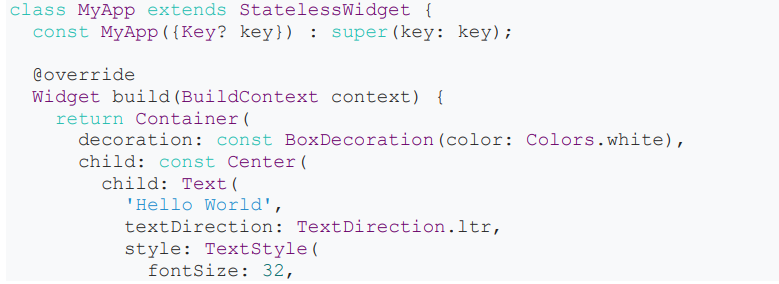 class MyApp extends StatelessWidget {
  const MyApp({Key? key}) : super(key: key);

  @override
  Widget build(BuildContext context) {
    return Container(
      decoration: const BoxDecoration(color: Colors.white),
      child: const Center(
        child: Text(
          'Hello World',
          textDirection: TextDirection.ltr,
          style: TextStyle(
            fontSize: 32,